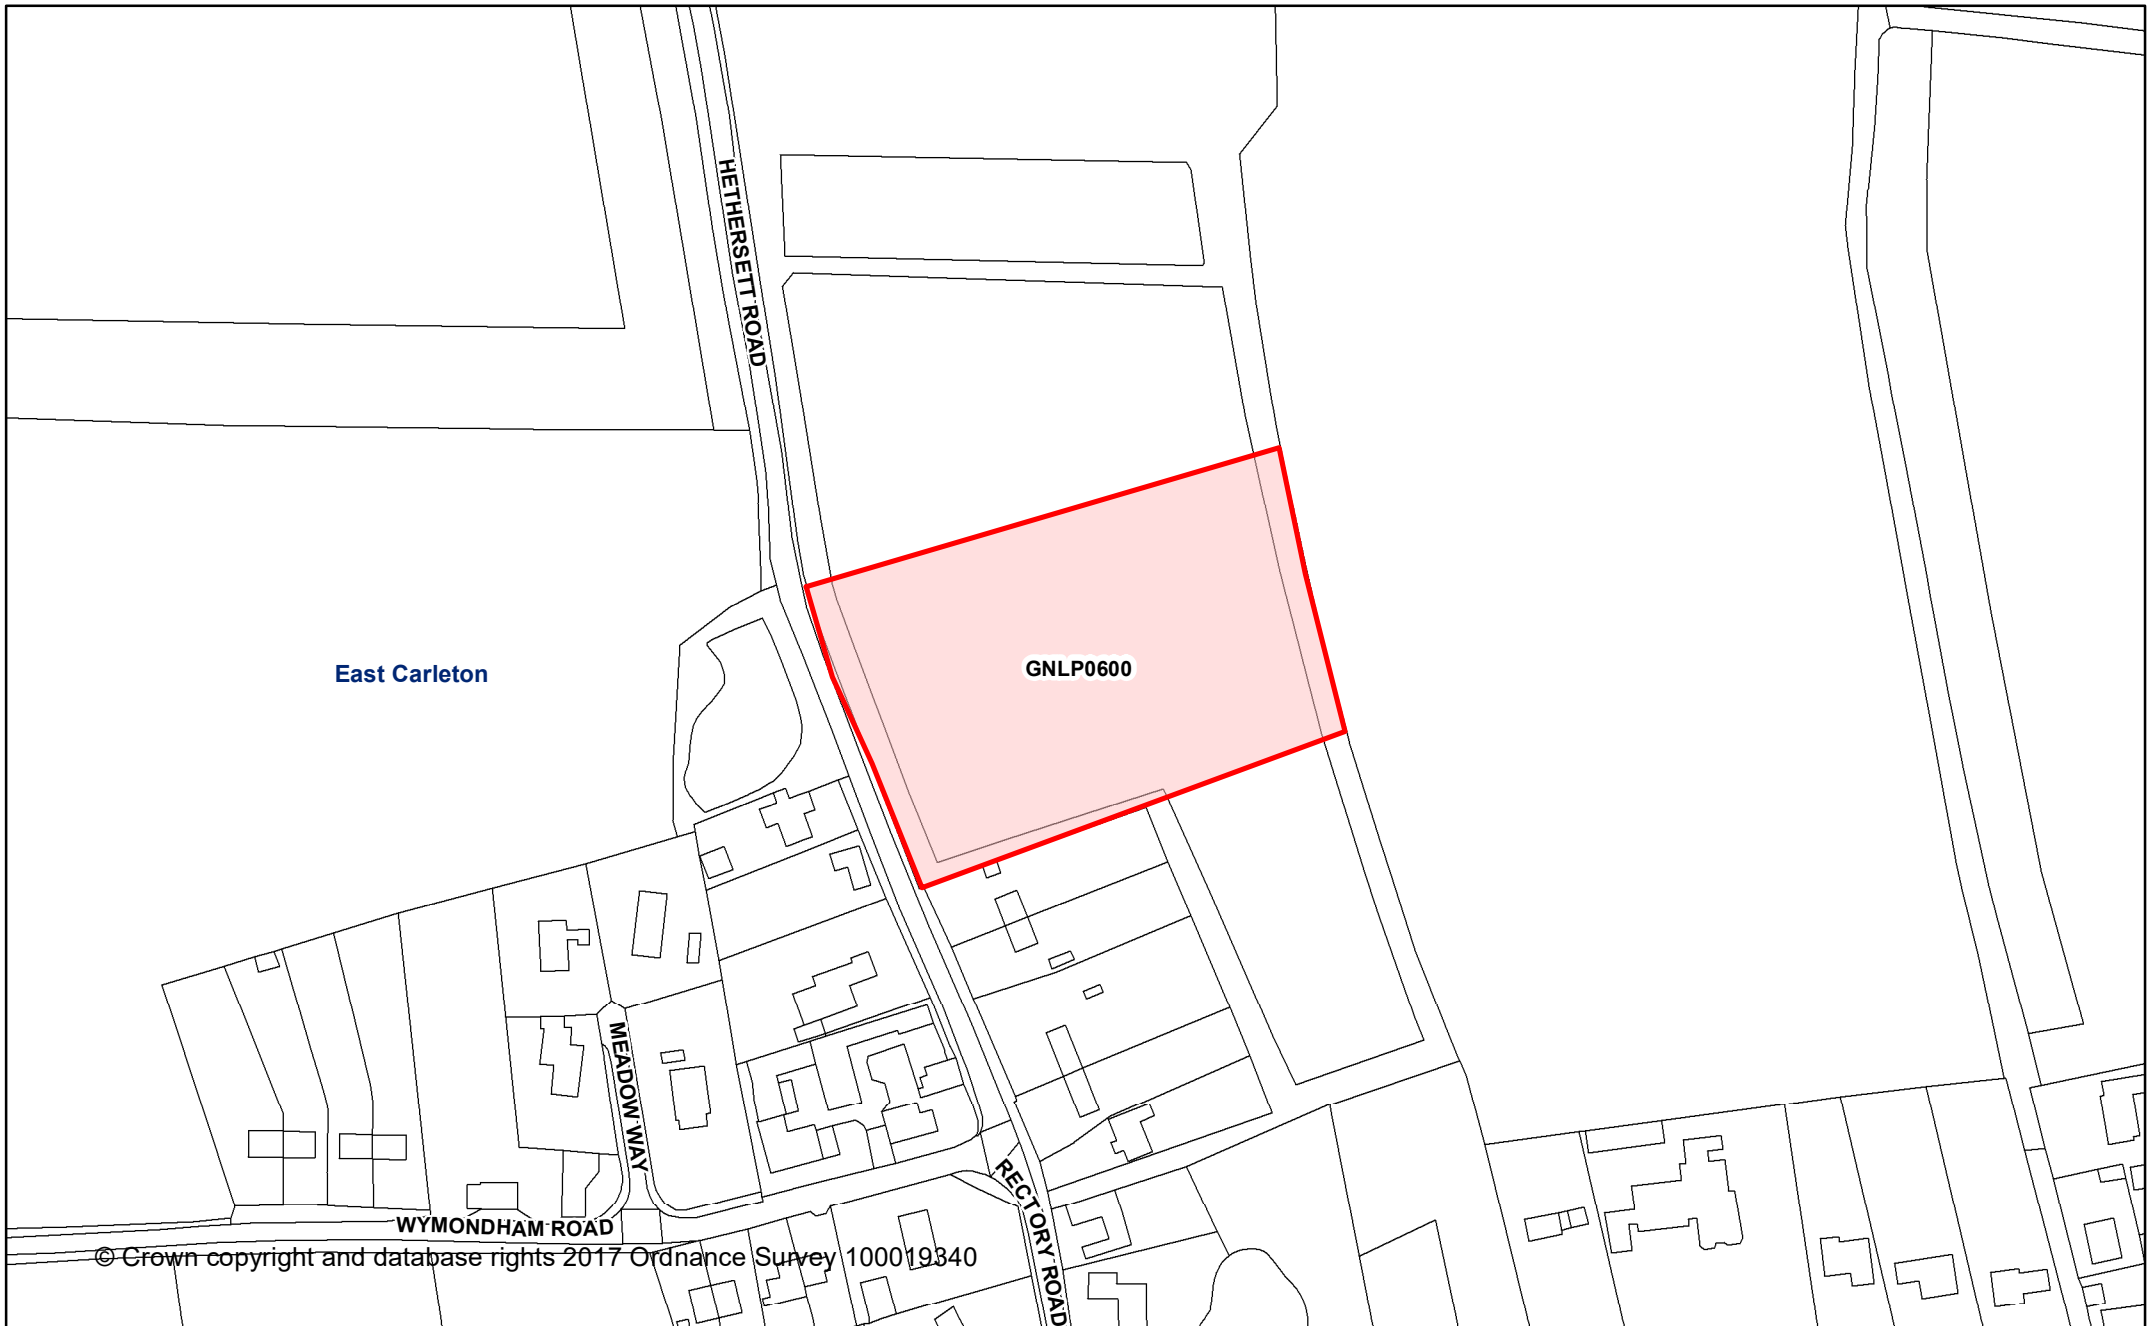 HETHERSETT ROAD
East Carleton
GNLP0600
MEADOW WAY
RECTORY ROAD
WYMONDHAM ROAD
© Crown copyright and database rights 2017 Ordnance Survey 100019340